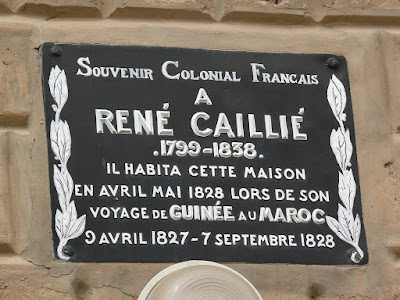 Souvenir Colonial Français
A
RENÉ CAILLIÉ
.1799-1838.
IL HABITA CETTE MAISON
EN AVRIL MAI 1828 LORS DE SON
VOYAGE DE GUINÉE AU MAROC
9 AVRIL 1827-7 SEPTEMBRE 1828